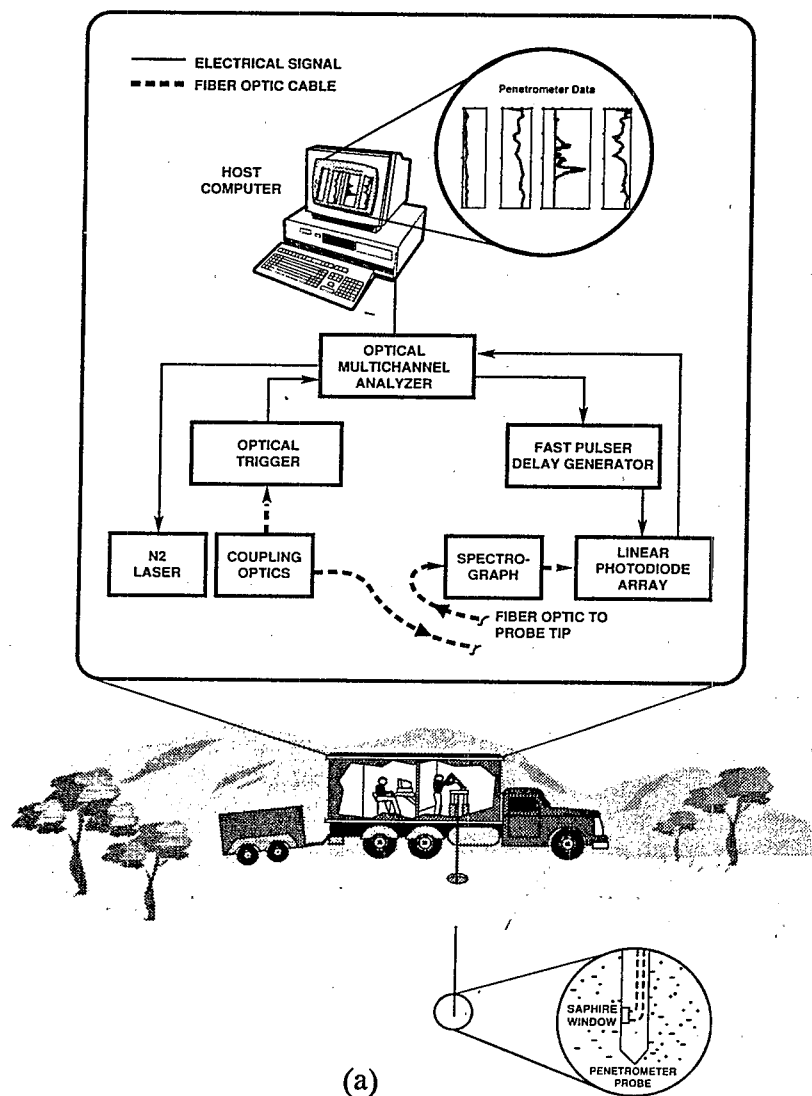 ELECTRICAL SIGNAL
FIBER OPTIC CABLE
Penetrometer Data
HOST
COMPUTER
OPTICAL
MULTICHANNEL
ANALYZER
OPTICAL
TRIGGER
FAST PULSER
DELAY GENERATOR
N2
LASER
COUPLING
OPTICS
SPECTRO-
GRAPH
LINEAR
PHOTODIODE
ARRAY
FIBER OPTIC TO
PROBE TIP
SAPHIRE
WINDOW
PENETROMETER
PROBE
(a)